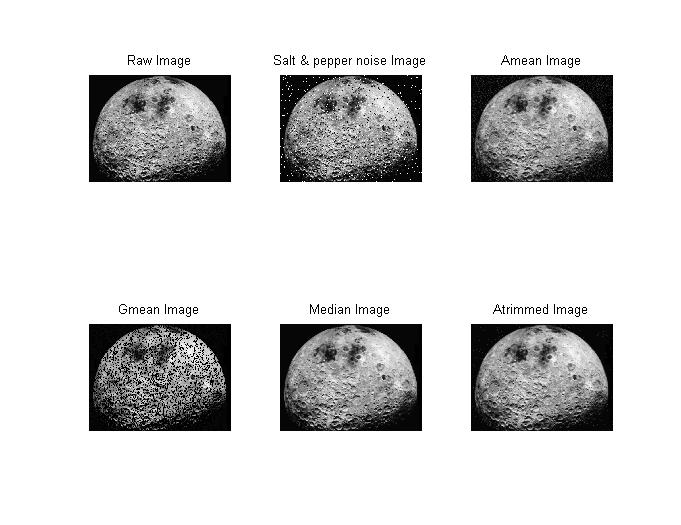 Raw Image
Salt & pepper noise Image
Amean Image
Gmean Image
Median Image
Atrimmed Image